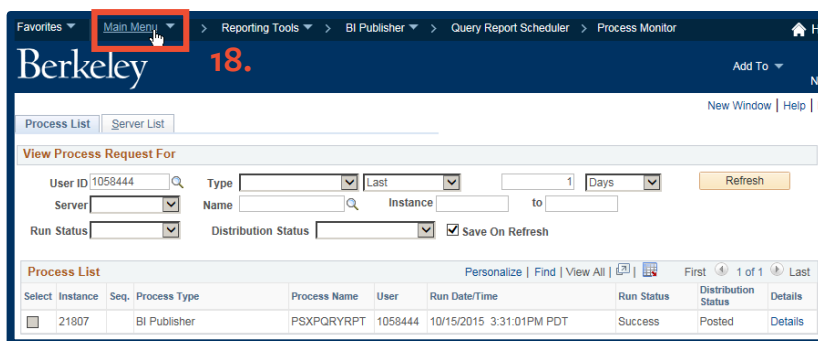 Favorites Main Menu > Reporting Tools > BI Publisher > Query Report Scheduler > Process Monitor
Berkeley 18. Add To
New Window | Help |
Process List Server List
View Process Request For
User ID 1058444 Type Last 1 Days Refresh
Server Name Instance to
Run Status Distribution Status Save On Refresh
Process List Personalize | Find | View All | | First 1 of 1 Last
Select Instance Seq. Process Type Process Name User Run Date/Time Run Status Distribution Status Details
21807 BI Publisher PSXPQRYRPT 1058444 10/15/2015 3:31:01PM PDT Success Posted Details